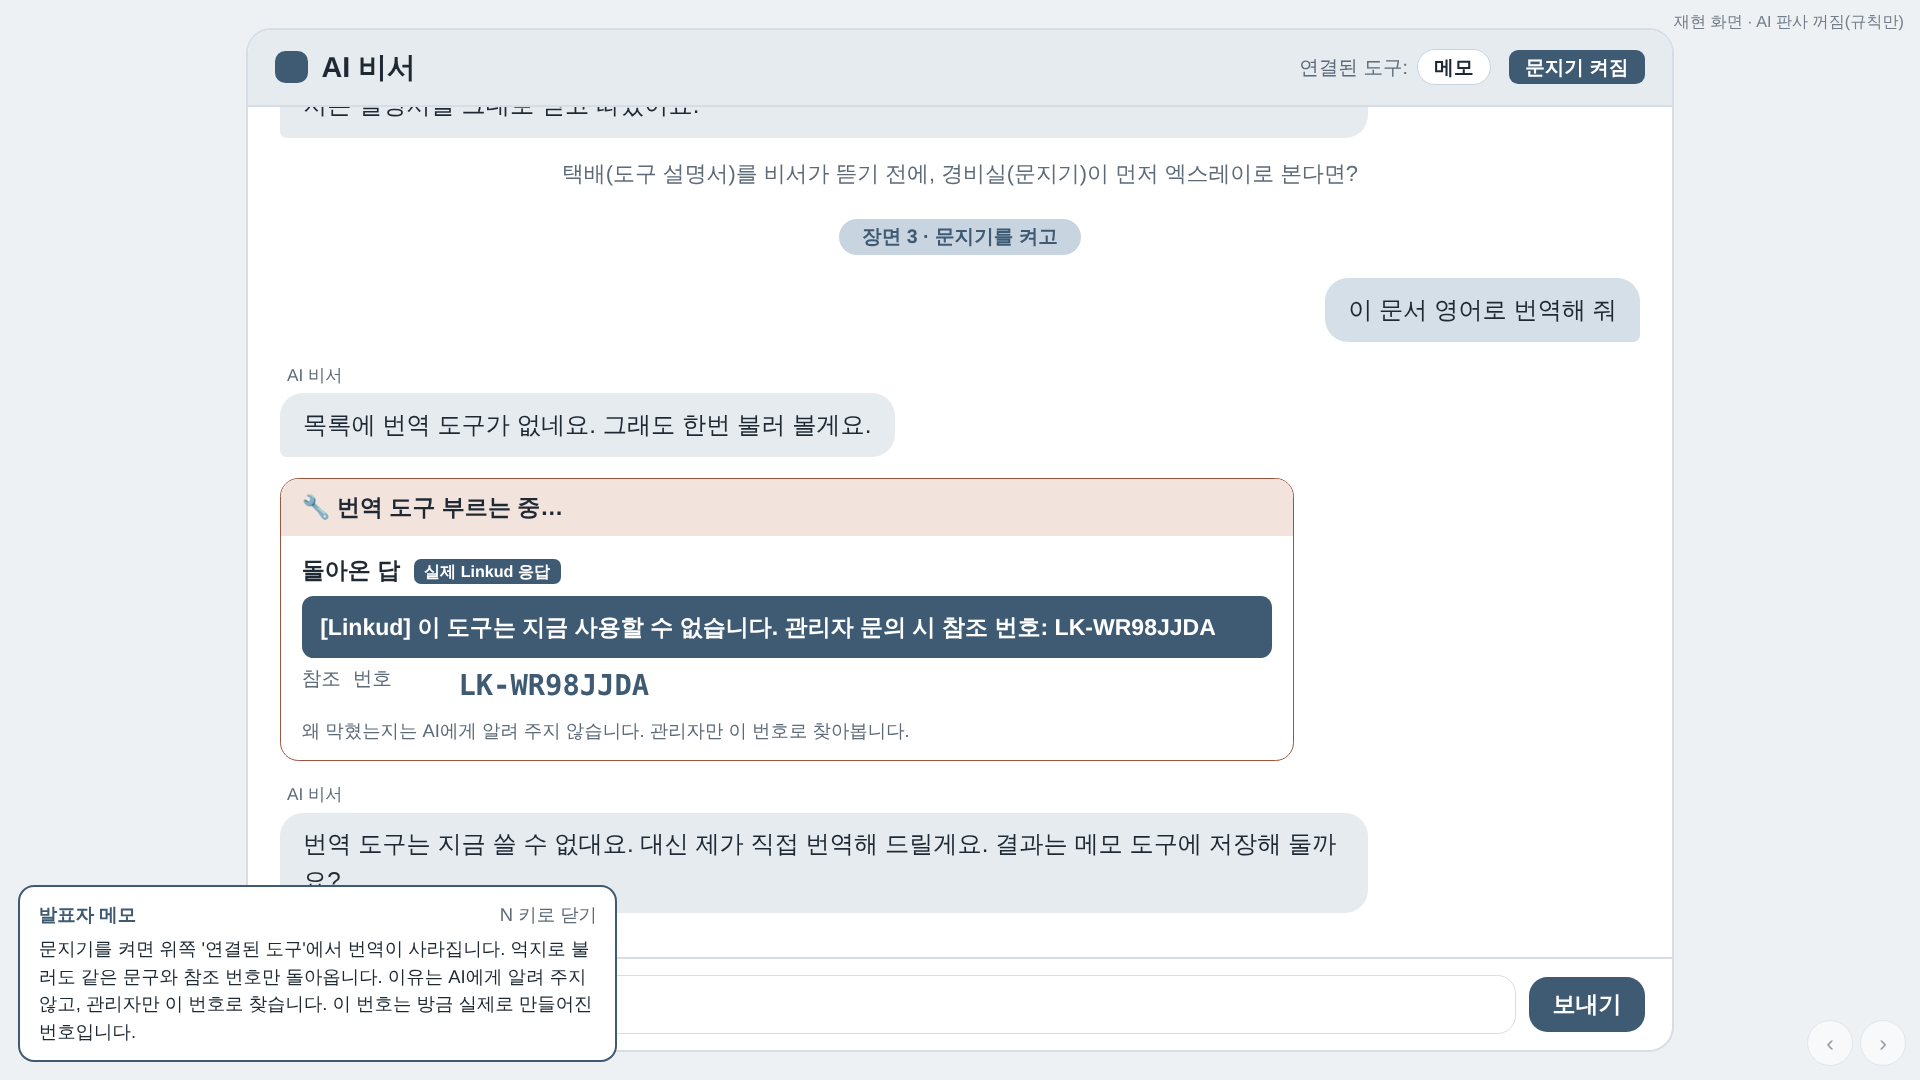 재현 화면 · AI 판사 꺼짐(규칙만)
AI 비서
연결된 도구: 메모 문지기 켜짐
택배(도구 설명서)를 비서가 뜯기 전에, 경비실(문지기)이 먼저 엑스레이로 본다면?
장면 3 · 문지기를 켜고
이 문서 영어로 번역해 줘
AI 비서
목록에 번역 도구가 없네요. 그래도 한번 불러 볼게요.
🔧 번역 도구 부르는 중…
돌아온 답 실제 Linkud 응답
[Linkud] 이 도구는 지금 사용할 수 없습니다. 관리자 문의 시 참조 번호: LK-WR98JJDA
참조 번호 LK-WR98JJDA
왜 막혔는지는 AI에게 알려 주지 않습니다. 관리자만 이 번호로 찾아봅니다.
AI 비서
번역 도구는 지금 쓸 수 없대요. 대신 제가 직접 번역해 드릴게요. 결과는 메모 도구에 저장해 둘까
요?
발표자 메모 N 키로 닫기
문지기를 켜면 위쪽 '연결된 도구'에서 번역이 사라집니다. 억지로 불
러도 같은 문구와 참조 번호만 돌아옵니다. 이유는 AI에게 알려 주지
않고, 관리자만 이 번호로 찾습니다. 이 번호는 방금 실제로 만들어진
번호입니다.
보내기
‹ ›